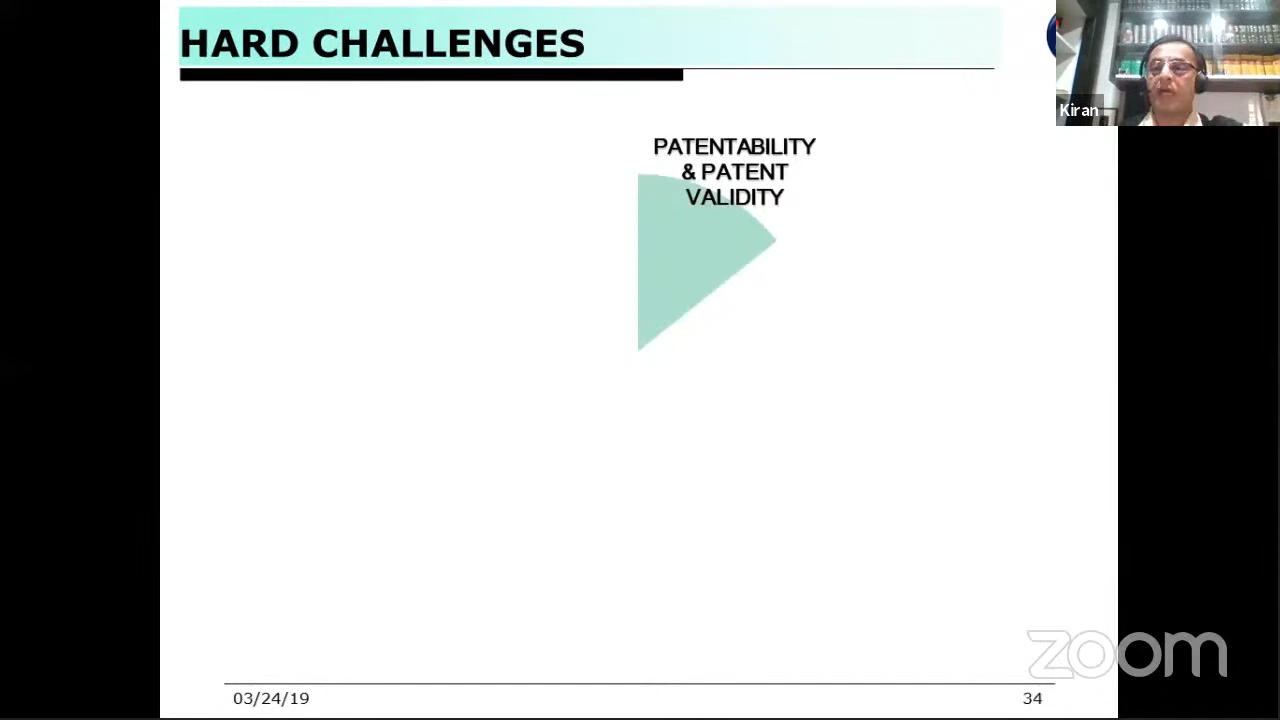 HARD CHALLENGES
Kiran
PATENTABILITY
& PATENT
VALIDITY
zoom
03/24/19
34